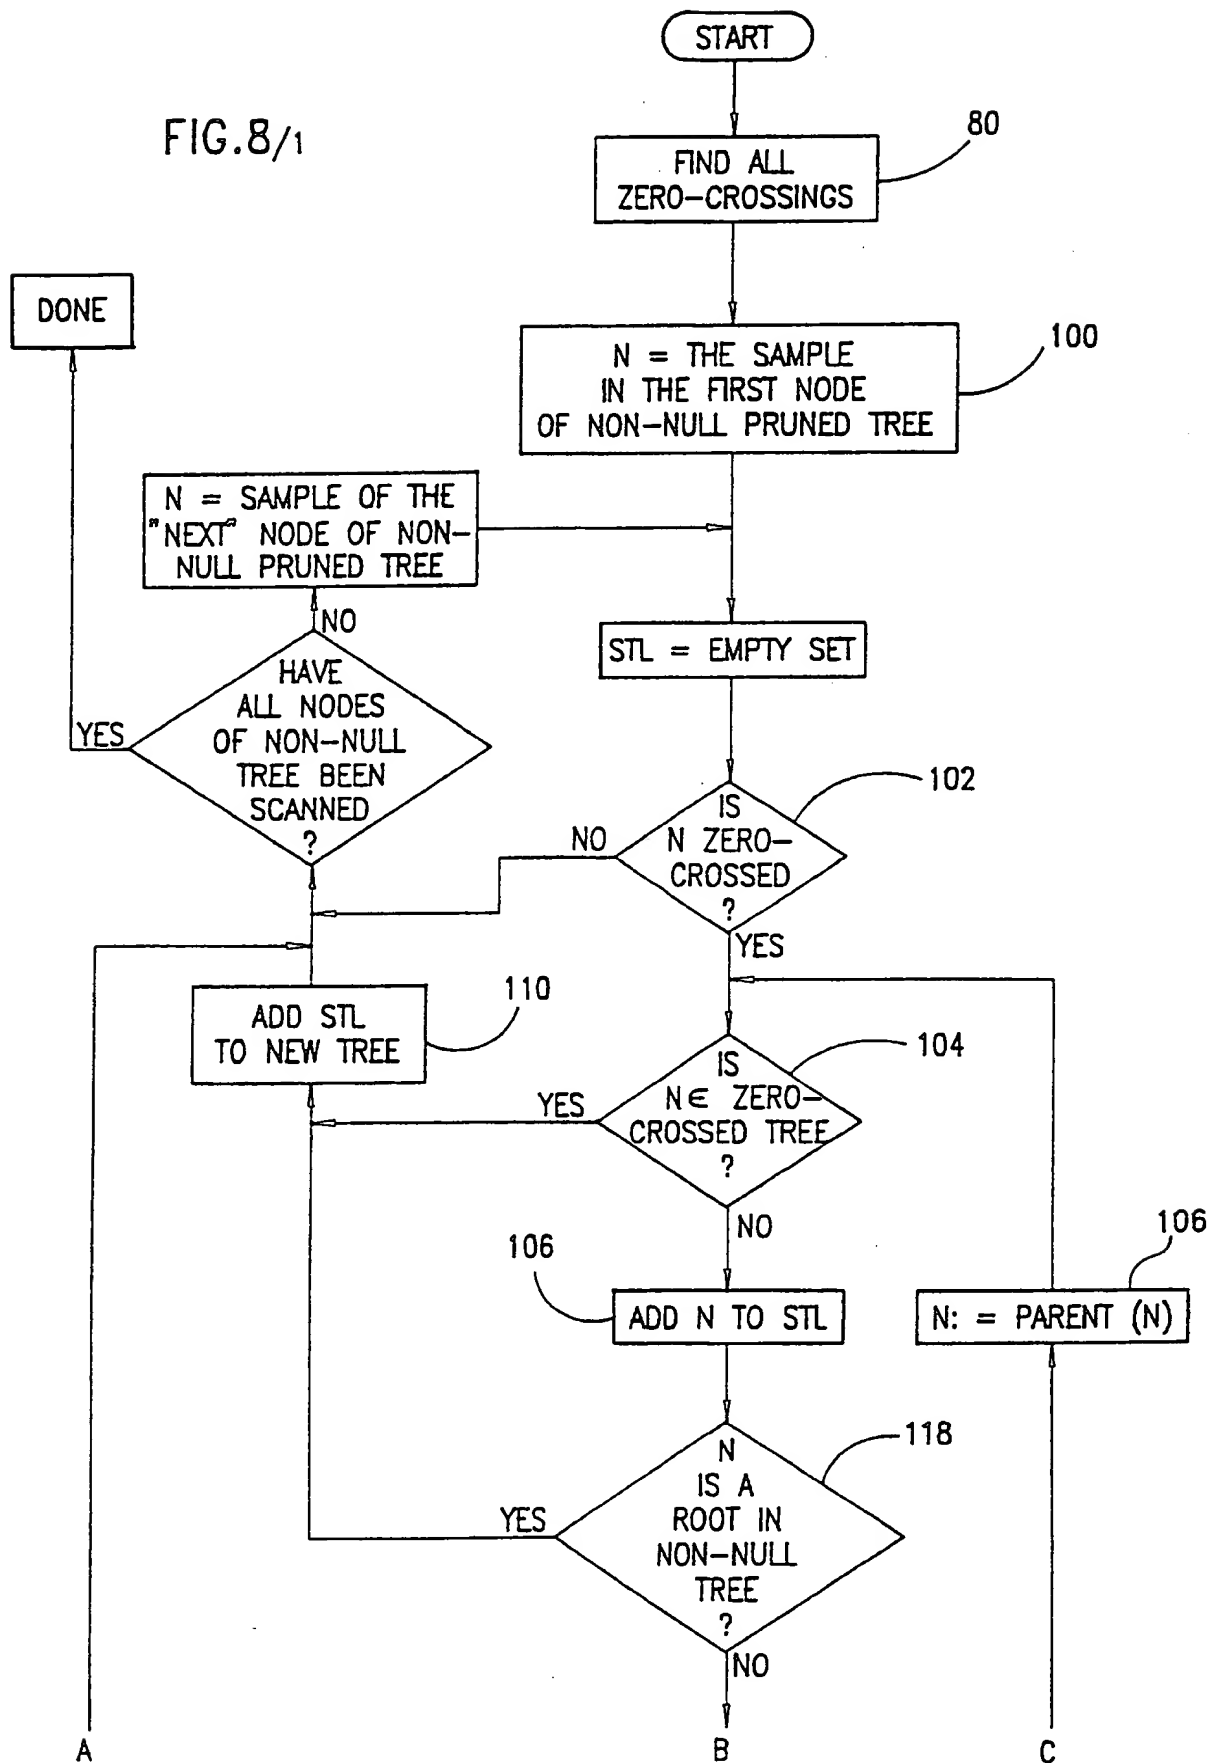 START
FIG.8/1
80
FIND ALL
ZERO-CROSSINGS
DONE
100
N = THE SAMPLE
IN THE FIRST NODE
OF NON-NULL PRUNED TREE
N = SAMPLE OF THE
"NEXT" NODE OF NON-
NULL PRUNED TREE
NO
STL = EMPTY SET
HAVE
ALL NODES
OF NON-NULL
TREE BEEN
SCANNED
?
YES
102
IS
N ZERO-
CROSSED
?
NO
YES
110
ADD STL
TO NEW TREE
104
IS
N∈ ZERO-
CROSSED TREE
?
YES
NO
106
ADD N TO STL
106
N: = PARENT (N)
118
N
IS A
ROOT IN
NON-NULL
TREE
?
YES
NO
A
B
C